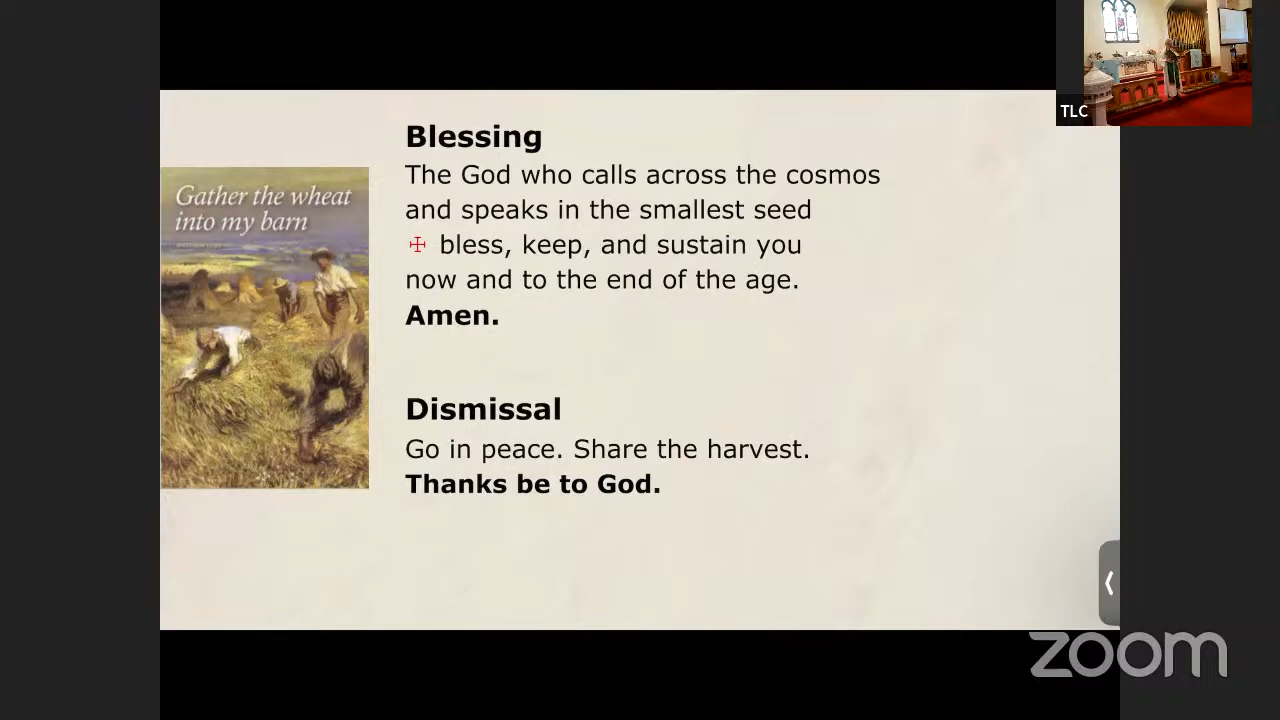 Blessing
The God who calls across the cosmos
and speaks in the smallest seed
☩ bless, keep, and sustain you
now and to the end of the age.
Amen.
Dismissal
Go in peace. Share the harvest.
Thanks be to God.
Gather the wheat
into my barn
TLC
zoom